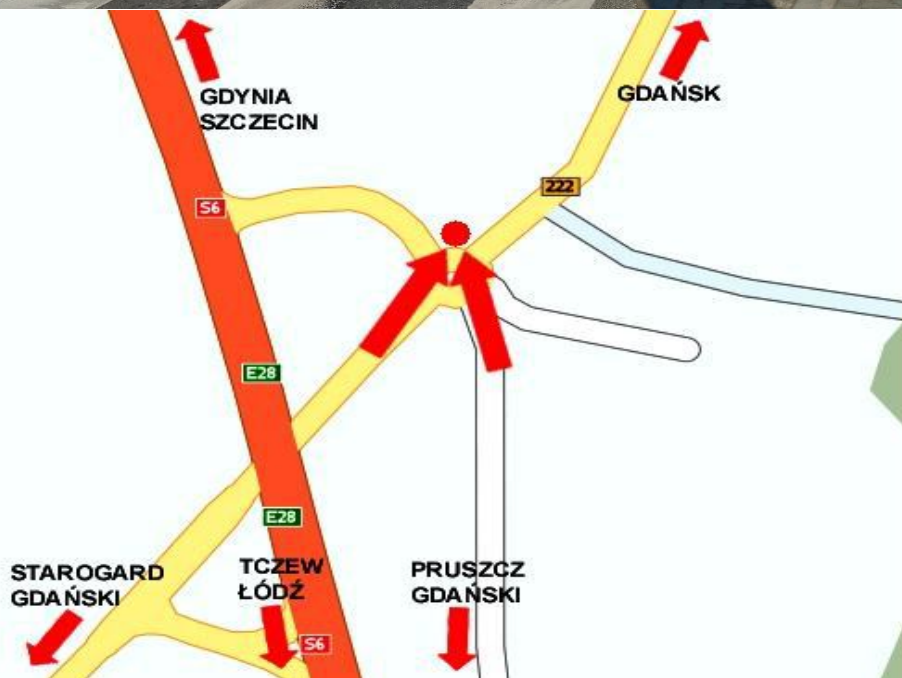 GDYNIA
SZCZECIN
GDAŃSK
222
S6
E28
E28
STAROGARD
GDAŃSKI
TCZEW
ŁÓDŹ
PRUSZCZ
GDAŃSKI
S6